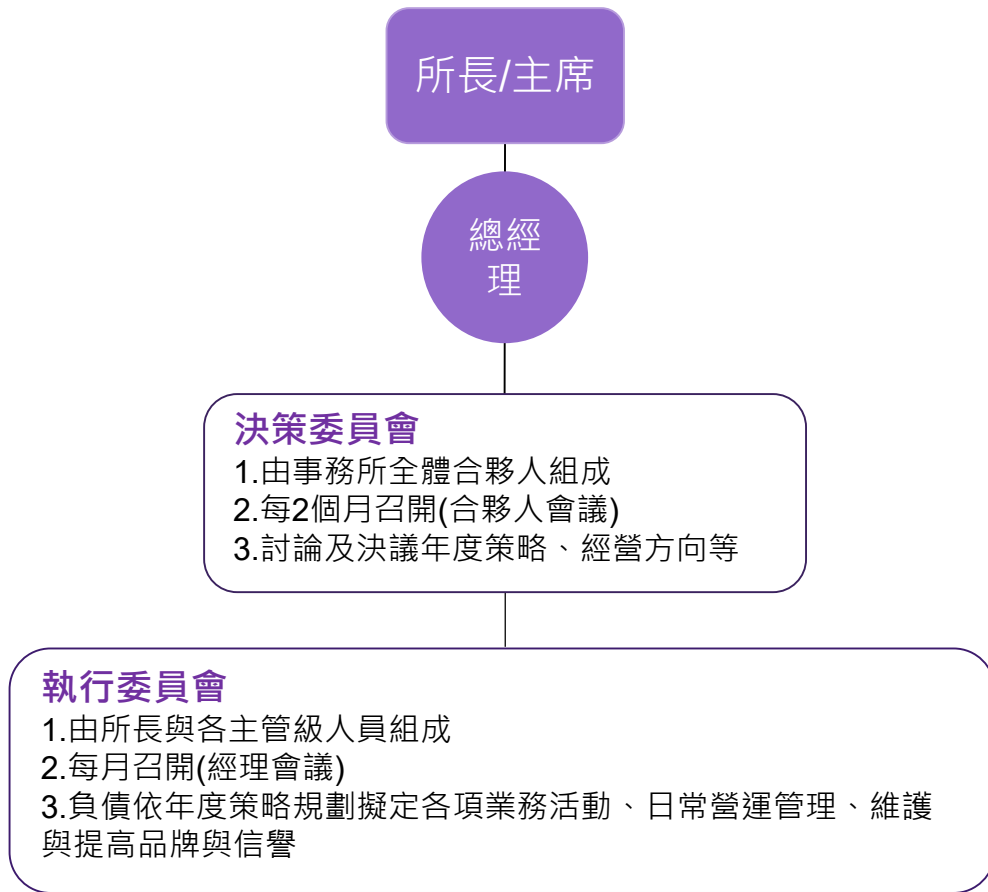 所長/主席
總經
理
決策委員會
1.由事務所全體合夥人組成
2.每2個月召開(合夥人會議)
3.討論及決議年度策略、經營方向等
執行委員會
1.由所長與各主管級人員組成
2.每月召開(經理會議)
3.負債依年度策略規劃擬定各項業務活動、日常營運管理、維護
與提高品牌與信譽